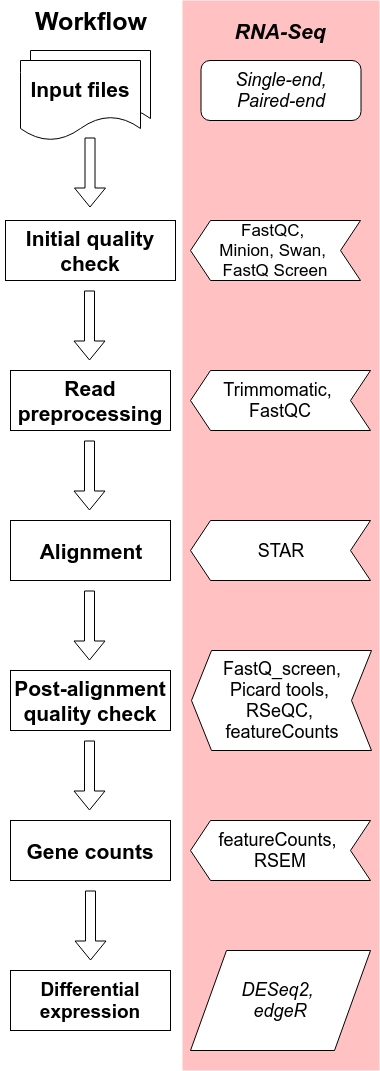 Workflow
RNA-Seq
Input files
Single-end,
Paired-end
Initial quality
check
FastQC,
Minion, Swan,
FastQ Screen
Read
preprocessing
Trimmomatic,
FastQC
Alignment
STAR
Post-alignment
quality check
FastQ_screen,
Picard tools,
RSeQC,
featureCounts
Gene counts
featureCounts,
RSEM
Differential
expression
DESeq2,
edgeR